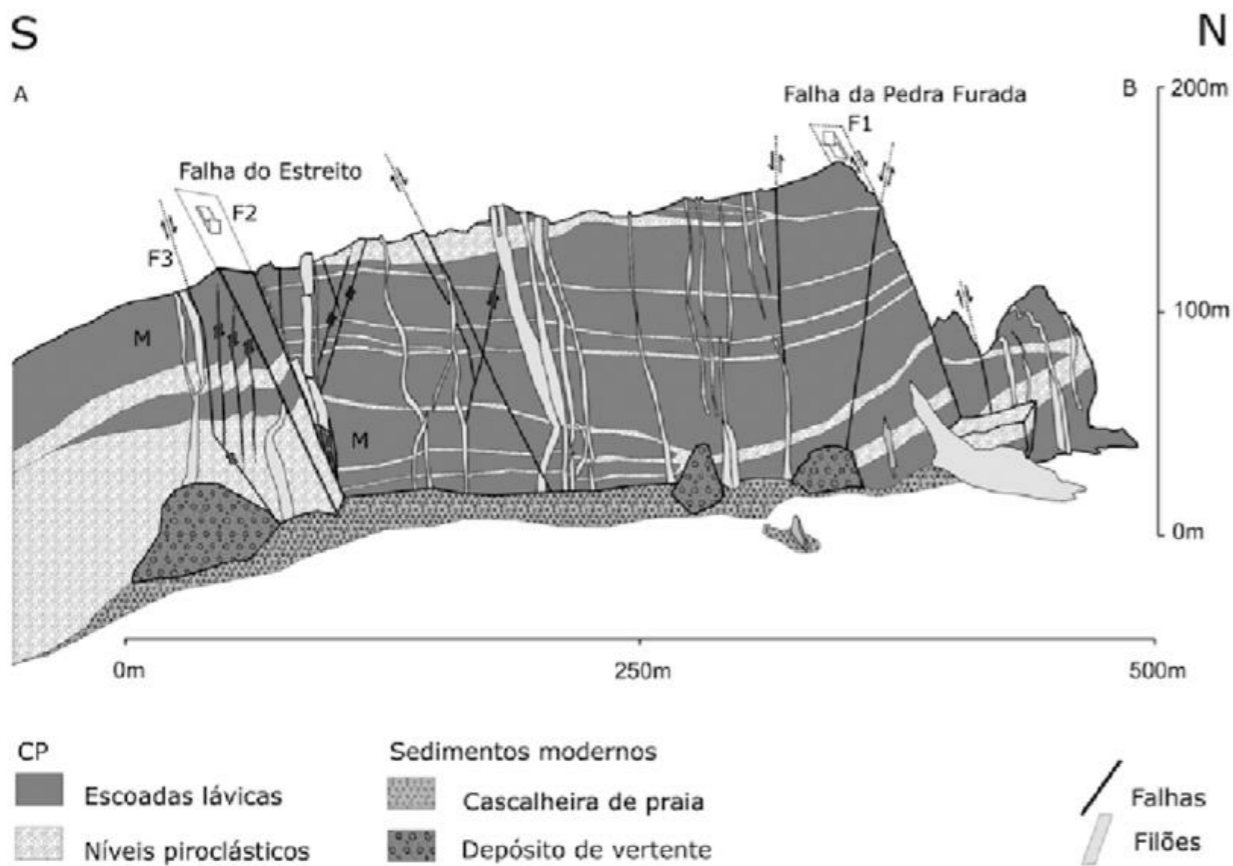 S
N
A
B
200m
Falha da Pedra Furada
F1
Falha do Estreito
F2
F3
M
100m
M
0m
0m
250m
500m
CP
Sedimentos modernos
Escoadas lávicas
Cascalheira de praia
Falhas
Níveis piroclásticos
Depósito de vertente
Filões